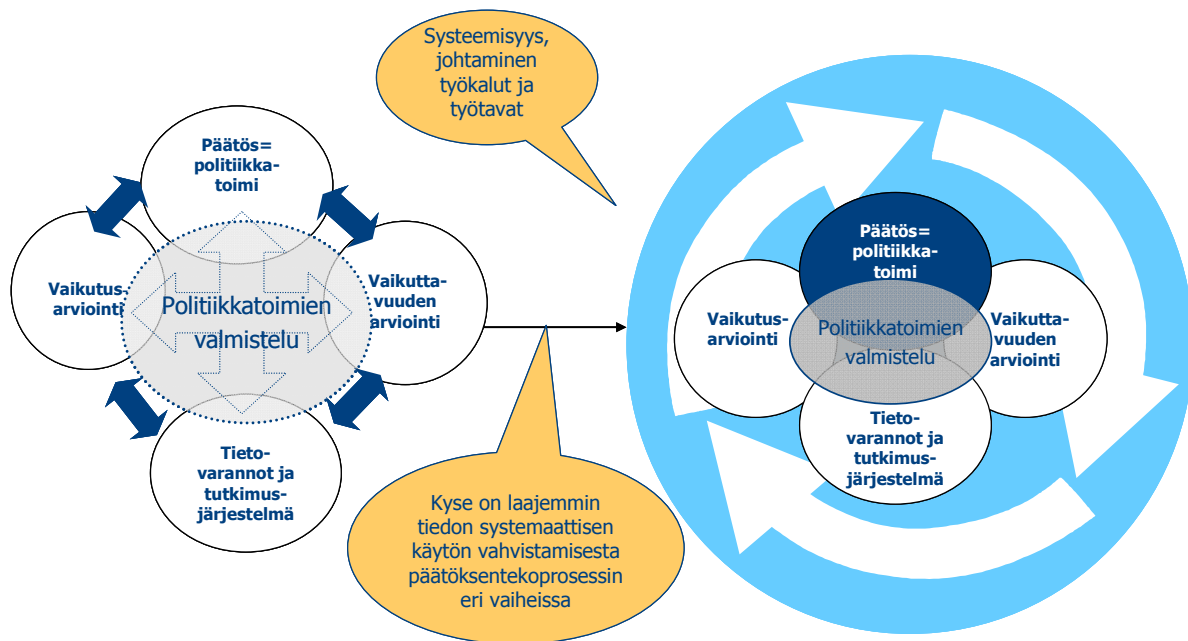 Systeemisyys,
johtaminen
työkalut ja
työtavat
Päätös=
politiikka-
toimi
Vaikutus-
arviointi
Politiikkatoimien
valmistelu
Vaikutta-
vuuden
arviointi
Tieto-
varannot ja
tutkimus-
järjestelmä
Kyse on laajemmin
tiedon systemaattisen
käytön vahvistamisesta
päätöksentekoprosessin
eri vaiheissa
Päätös=
politiikka-
toimi
Vaikutus-
arviointi
Politiikkatoimien
valmistelu
Vaikutta-
vuuden
arviointi
Tieto-
varannot ja
tutkimus-
järjestelmä